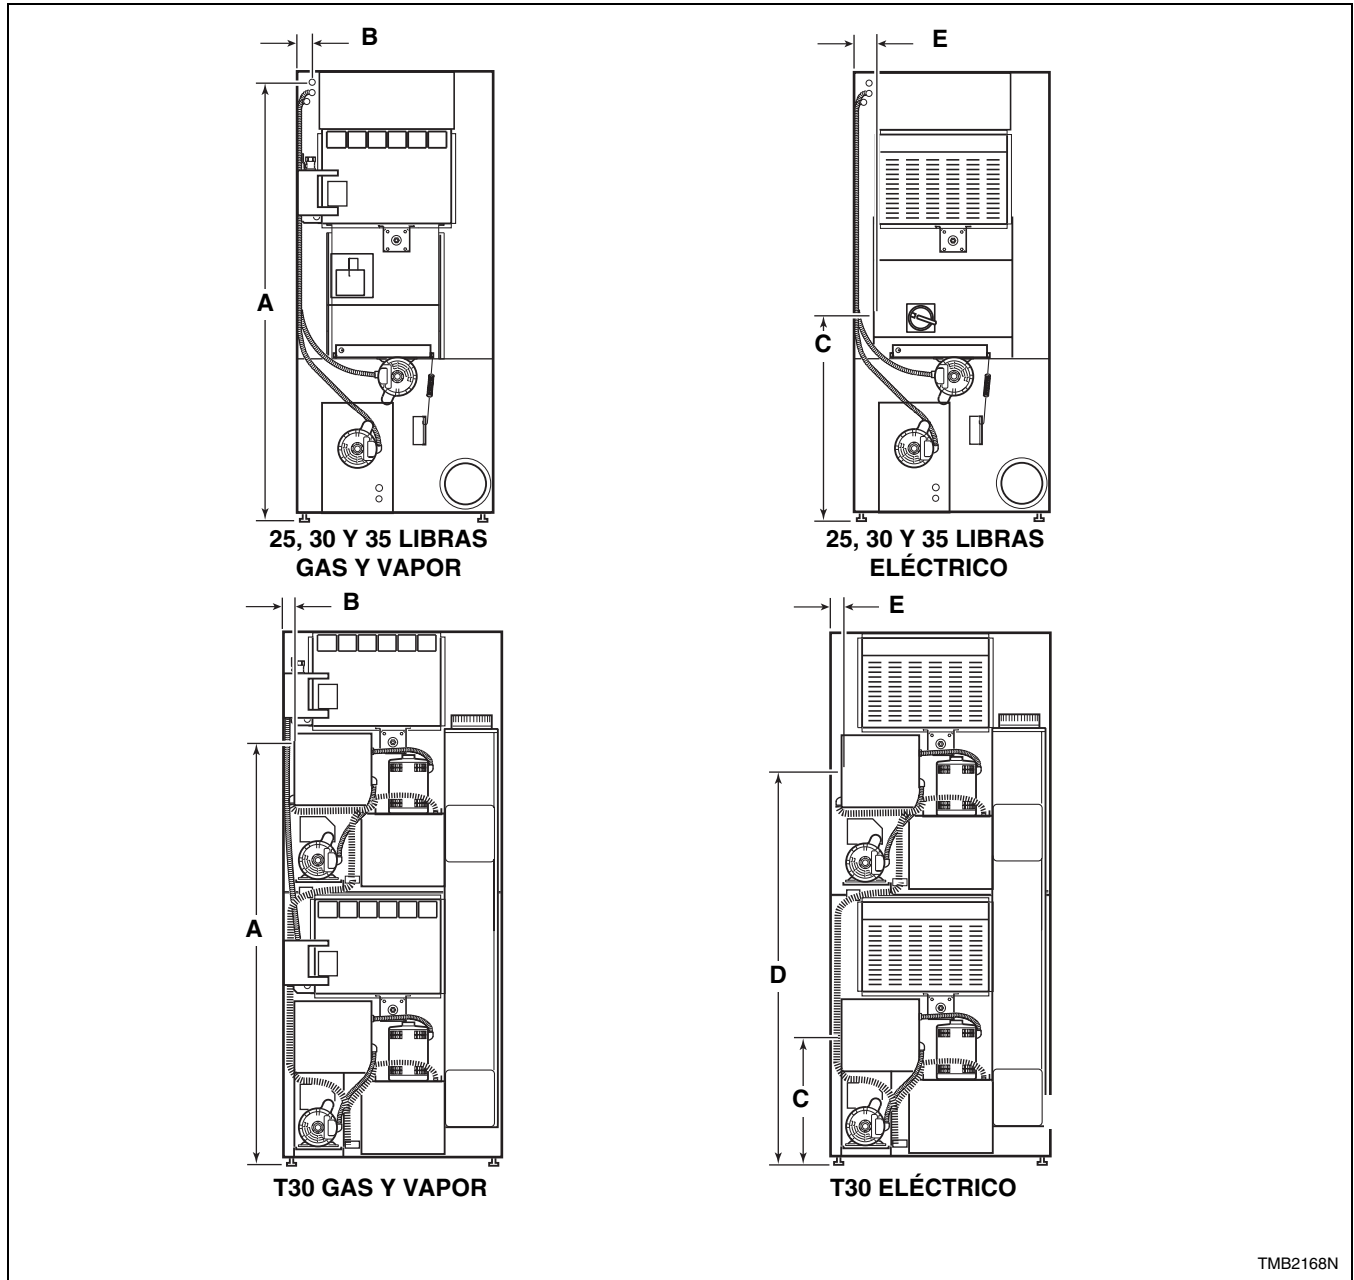 B
E
A
C
25, 30 Y 35 LIBRAS
GAS Y VAPOR
25, 30 Y 35 LIBRAS
ELÉCTRICO
B
E
A
D
C
T30 GAS Y VAPOR
T30 ELÉCTRICO
TMB2168N